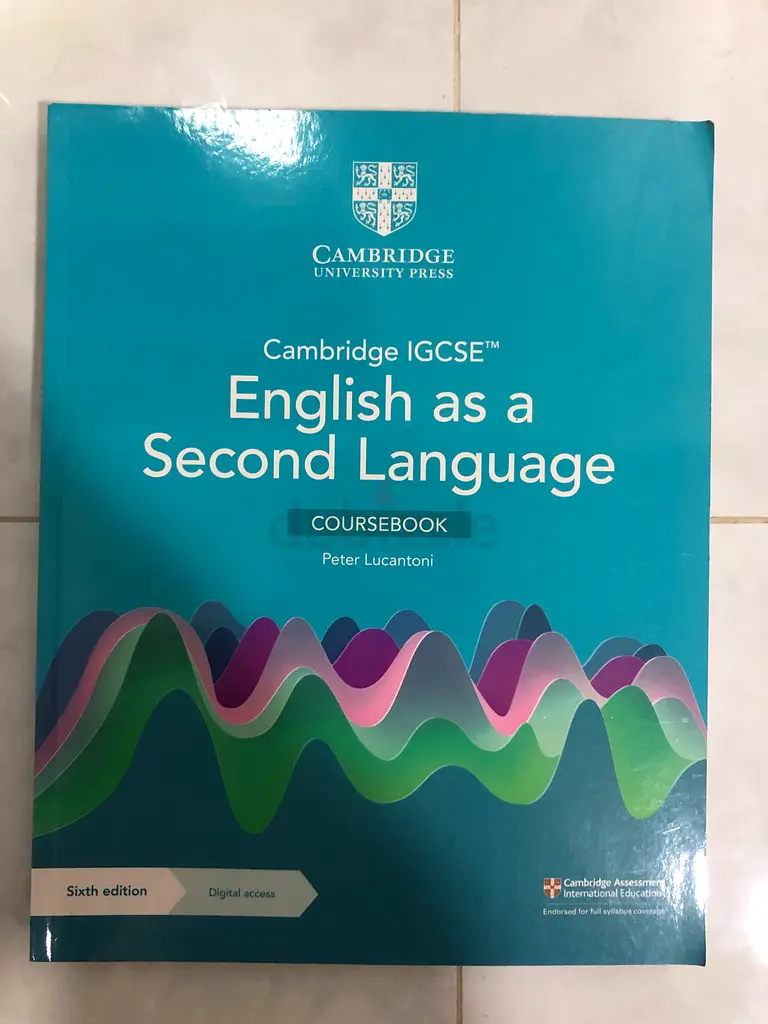 CAMBRIDGE
UNIVERSITY PRESS
Cambridge IGCSE™
English as a
Second Language
COURSEBOOK
Peter Lucantoni
Sixth edition
Digital access
Cambridge Assessment
International Education
Endorsed for full syllabus coverage